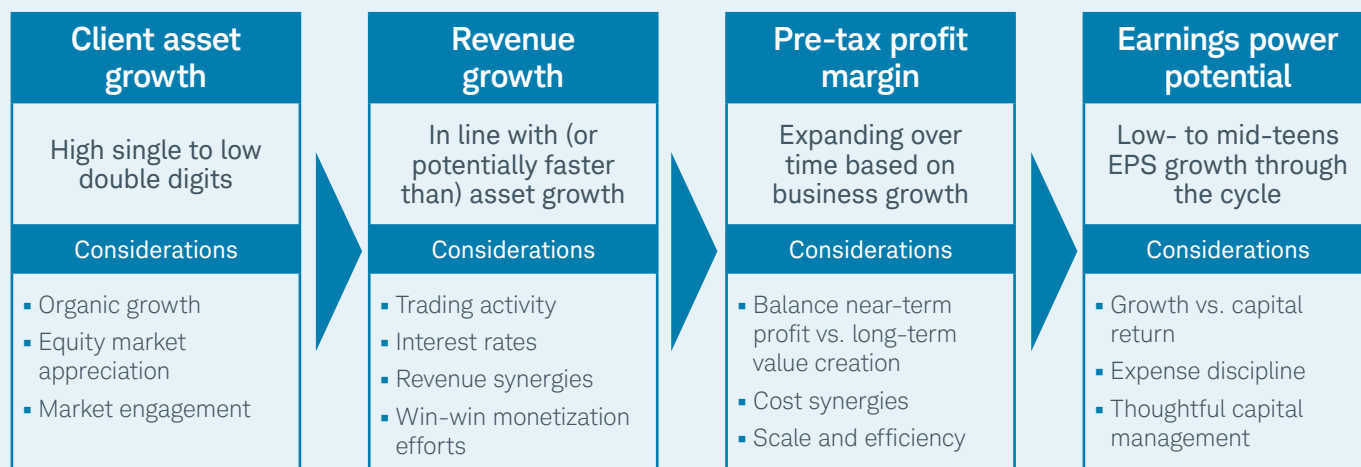 Client asset
growth
High single to low
double digits
Considerations
▪ Organic growth
▪ Equity market
appreciation
▪ Market engagement
Revenue
growth
In line with (or
potentially faster
than) asset growth
Considerations
▪ Trading activity
▪ Interest rates
▪ Revenue synergies
▪ Win-win monetization
efforts
Pre-tax profit
margin
Expanding over
time based on
business growth
Considerations
▪ Balance near-term
profit vs. long-term
value creation
▪ Cost synergies
▪ Scale and efficiency
Earnings power
potential
Low- to mid-teens
EPS growth through
the cycle
Considerations
▪ Growth vs. capital
return
▪ Expense discipline
▪ Thoughtful capital
management